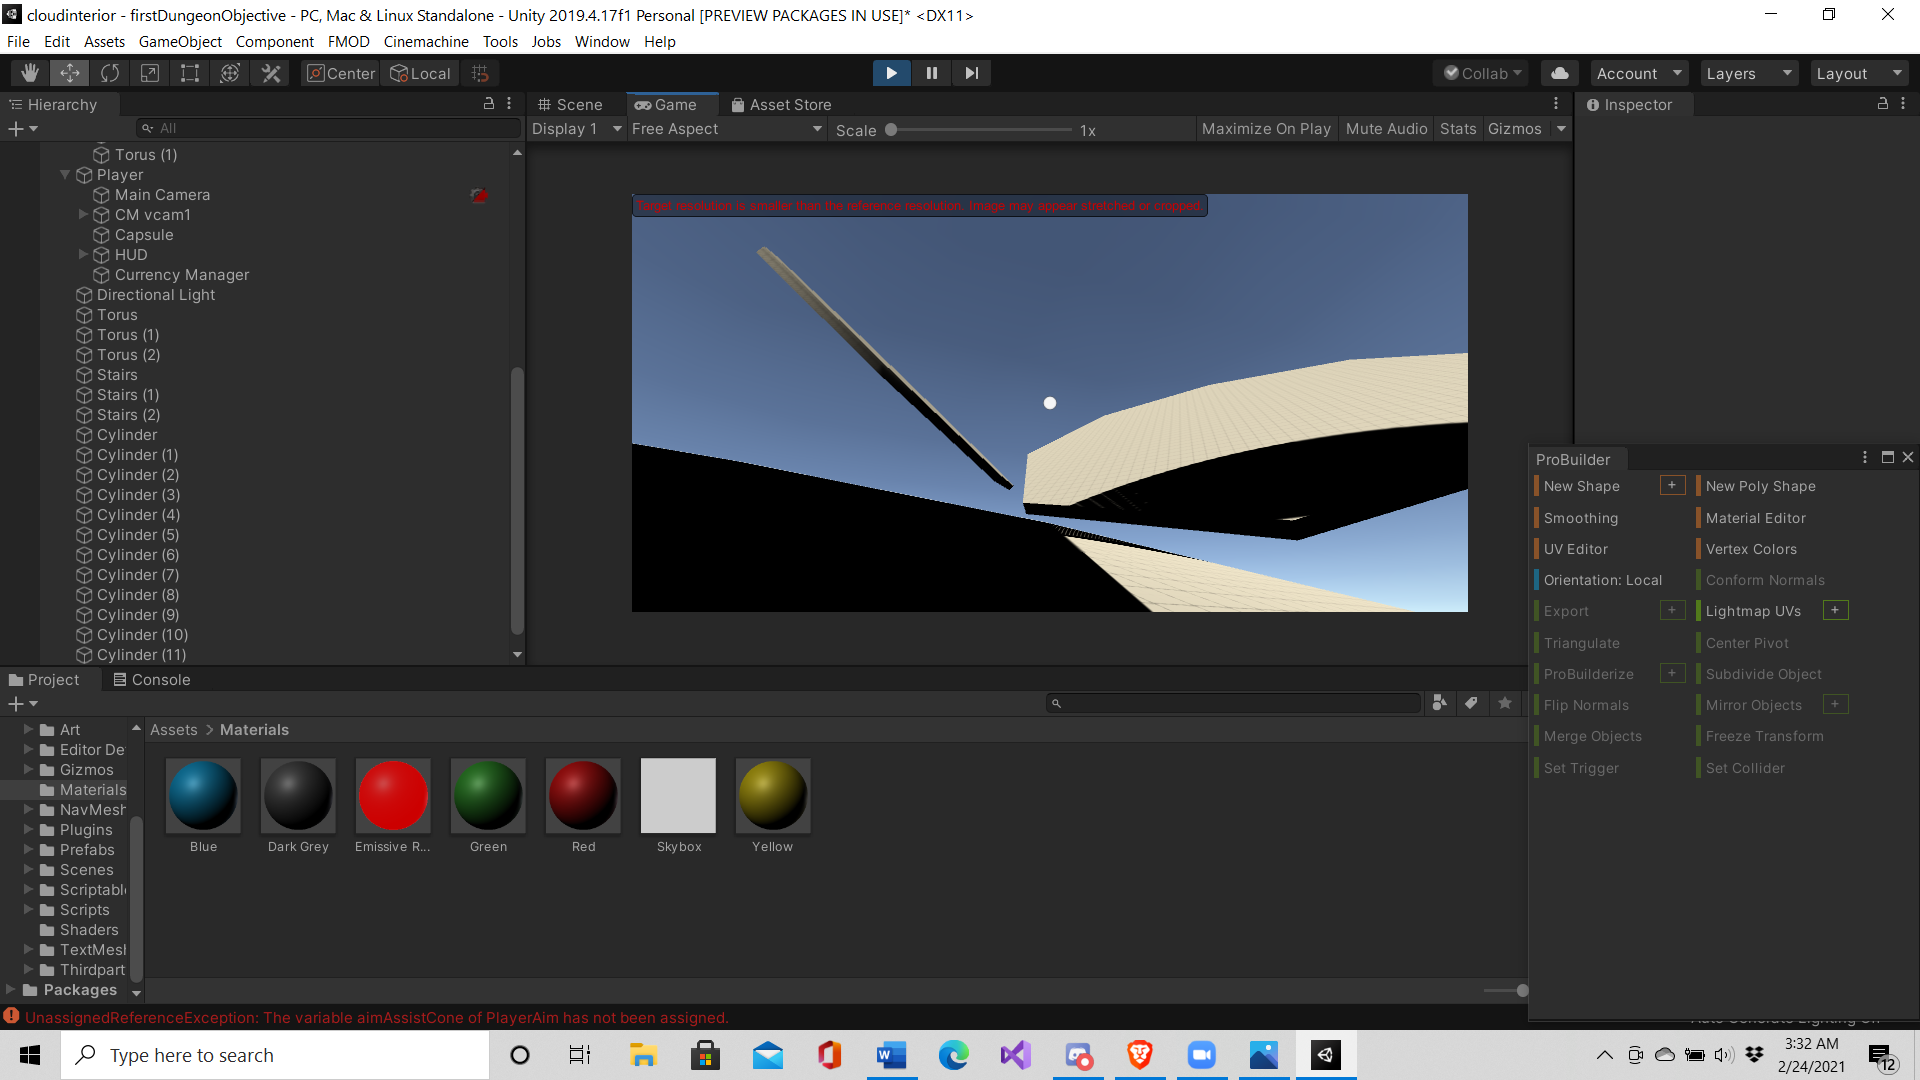 cloudinterior - firstDungeonObjective - PC, Mac & Linux Standalone - Unity 2019.4.17f1 Personal [PREVIEW PACKAGES IN USE]* <DX11>
File Edit Assets GameObject Component FMOD Cinemachine Tools Jobs Window Help
Center Local Collab Account Layers Layout
Hierarchy
All
Torus (1)
Player
Main Camera
CM vcam1
Capsule
HUD
Currency Manager
Directional Light
Torus
Torus (1)
Torus (2)
Stairs
Stairs (1)
Stairs (2)
Cylinder
Cylinder (1)
Cylinder (2)
Cylinder (3)
Cylinder (4)
Cylinder (5)
Cylinder (6)
Cylinder (7)
Cylinder (8)
Cylinder (9)
Cylinder (10)
Cylinder (11)
Scene Game Asset Store
Display 1 Free Aspect Scale 1x Maximize On Play Mute Audio Stats Gizmos
Target resolution is smaller than the reference resolution. Image may appear stretched or cropped.
Inspector
ProBuilder
New Shape + New Poly Shape
Smoothing Material Editor
UV Editor Vertex Colors
Orientation: Local Conform Normals
Export + Lightmap UVs +
Triangulate Center Pivot
ProBuilderize + Subdivide Object
Flip Normals Mirror Objects +
Merge Objects Freeze Transform
Set Trigger Set Collider
Project Console
Art
Editor De
Gizmos
Materials
NavMesh
Plugins
Prefabs
Scenes
Scriptabl
Scripts
Shaders
TextMesh
Thirdpart
Packages
Assets > Materials
Blue Dark Grey Emissive R... Green Red Skybox Yellow
UnassignedReferenceException: The variable aimAssistCone of PlayerAim has not been assigned.
Type here to search
3:32 AM
2/24/2021
12